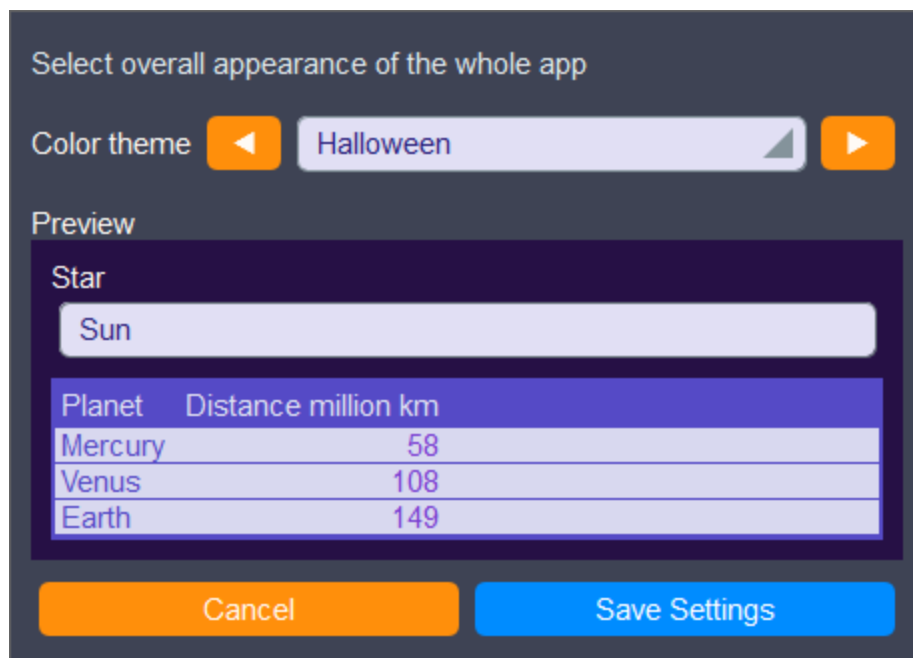 Select overall appearance of the whole app
Color theme Halloween
Preview
Star
Sun
Planet Distance million km
Mercury 58
Venus 108
Earth 149
Cancel Save Settings